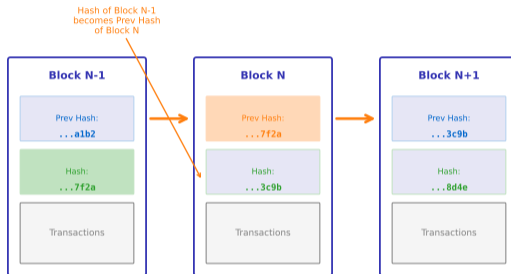 Hash of Block N-1
becomes Prev Hash
of Block N
Block N-1
Prev Hash:
...a1b2
Hash:
...7f2a
Transactions
Block N
Prev Hash:
...7f2a
Hash:
...3c9b
Transactions
Block N+1
Prev Hash:
...3c9b
Hash:
...8d4e
Transactions